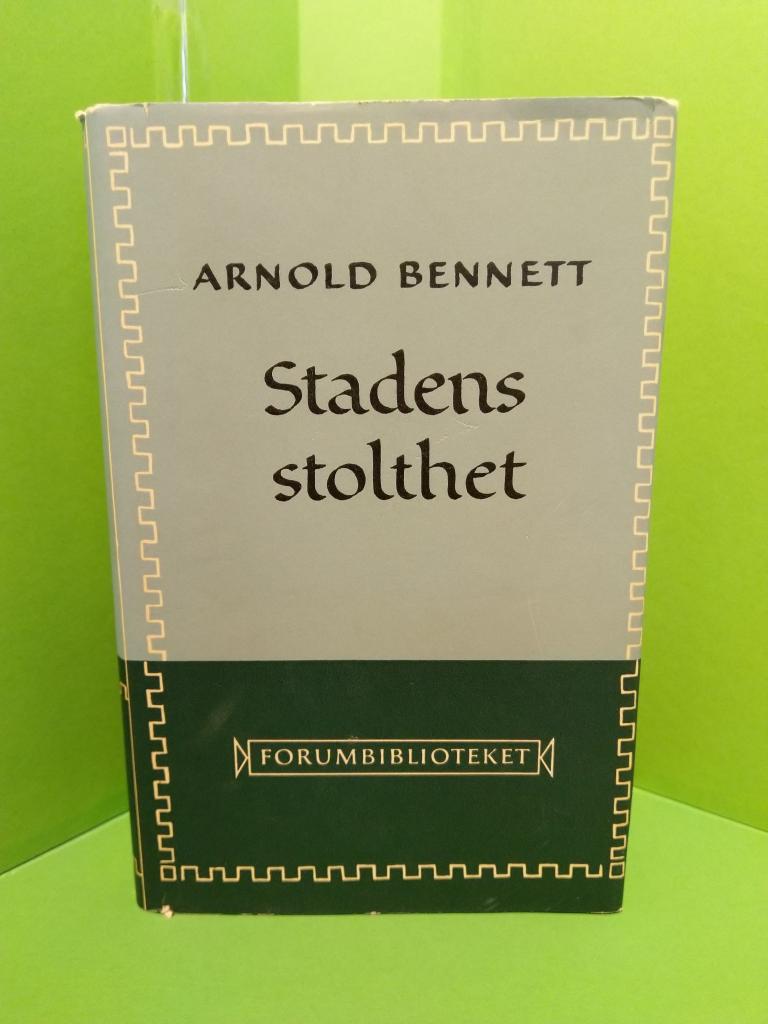 ARNOLD BENNETT
Stadens
stolthet
FORUMBIBLIOTEKET